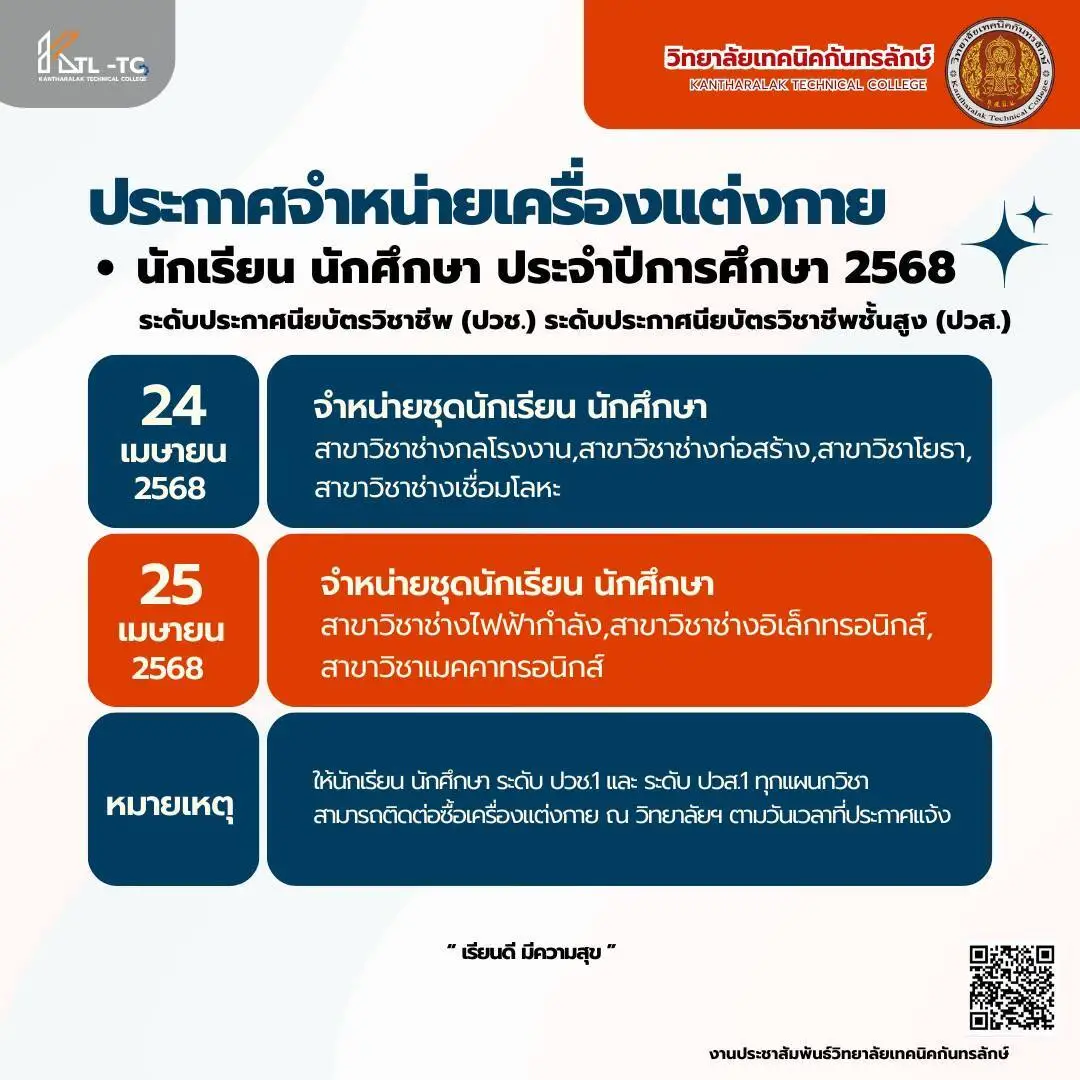 KTL -TC
KANTHARALAK TECHNICAL COLLEGE
วิทยาลัยเทคนิคกันทรลักษ์
KANTHARALAK TECHNICAL COLLEGE
วิทยาลัยเทคนิคกันทรลักษ์
Kantharalak Technical College
ประกาศจำหน่ายเครื่องแต่งกาย
• นักเรียน นักศึกษา ประจำปีการศึกษา 2568
ระดับประกาศนียบัตรวิชาชีพ (ปวช.) ระดับประกาศนียบัตรวิชาชีพชั้นสูง (ปวส.)
24
เมษายน
2568
จำหน่ายชุดนักเรียน นักศึกษา
สาขาวิชาช่างกลโรงงาน,สาขาวิชาช่างก่อสร้าง,สาขาวิชาโยธา,
สาขาวิชาช่างเชื่อมโลหะ
25
เมษายน
2568
จำหน่ายชุดนักเรียน นักศึกษา
สาขาวิชาช่างไฟฟ้ากำลัง,สาขาวิชาช่างอิเล็กทรอนิกส์,
สาขาวิชาเมคคาทรอนิกส์
หมายเหตุ
ให้นักเรียน นักศึกษา ระดับ ปวช.1 และ ระดับ ปวส.1 ทุกแผนกวิชา
สามารถติดต่อซื้อเครื่องแต่งกาย ณ วิทยาลัยฯ ตามวันเวลาที่ประกาศแจ้ง
“ เรียนดี มีความสุข ”
งานประชาสัมพันธ์วิทยาลัยเทคนิคกันทรลักษ์